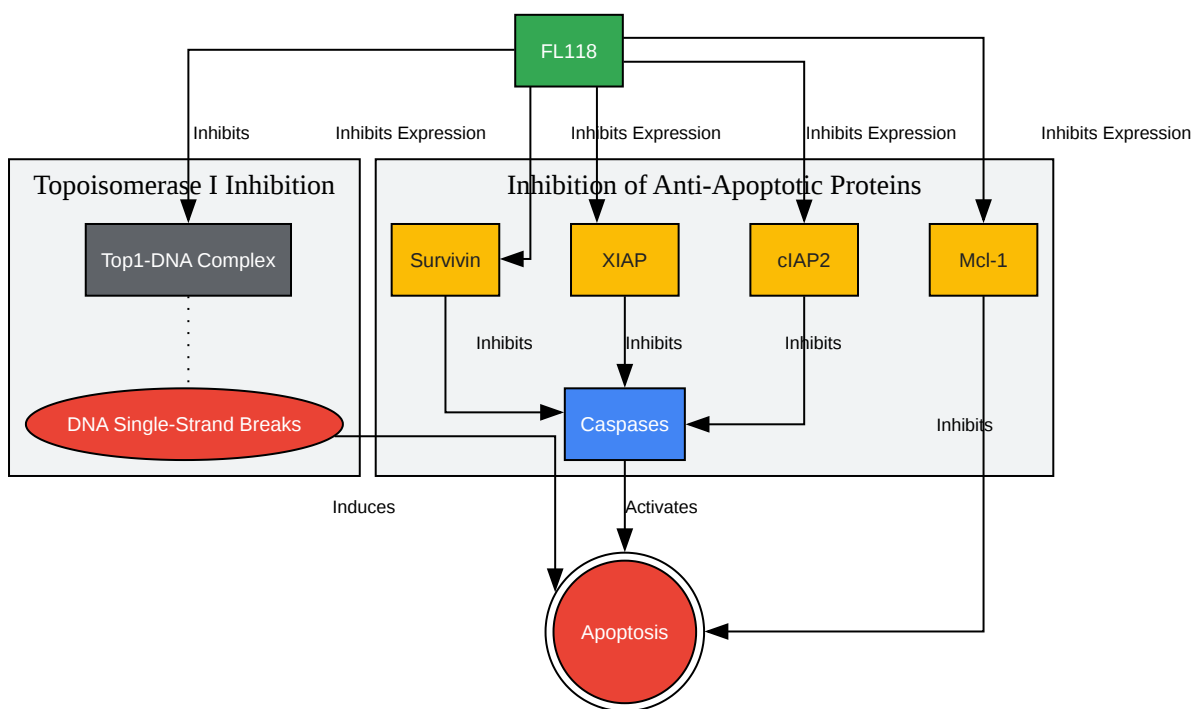 FL118
Inhibits
Inhibits Expression
Inhibits Expression
Inhibits Expression
Inhibits Expression
Topoisomerase I Inhibition
Inhibition of Anti-Apoptotic Proteins
Top1-DNA Complex
Survivin
XIAP
cIAP2
Mcl-1
Inhibits
Inhibits
Inhibits
DNA Single-Strand Breaks
Caspases
Inhibits
Induces
Activates
Apoptosis